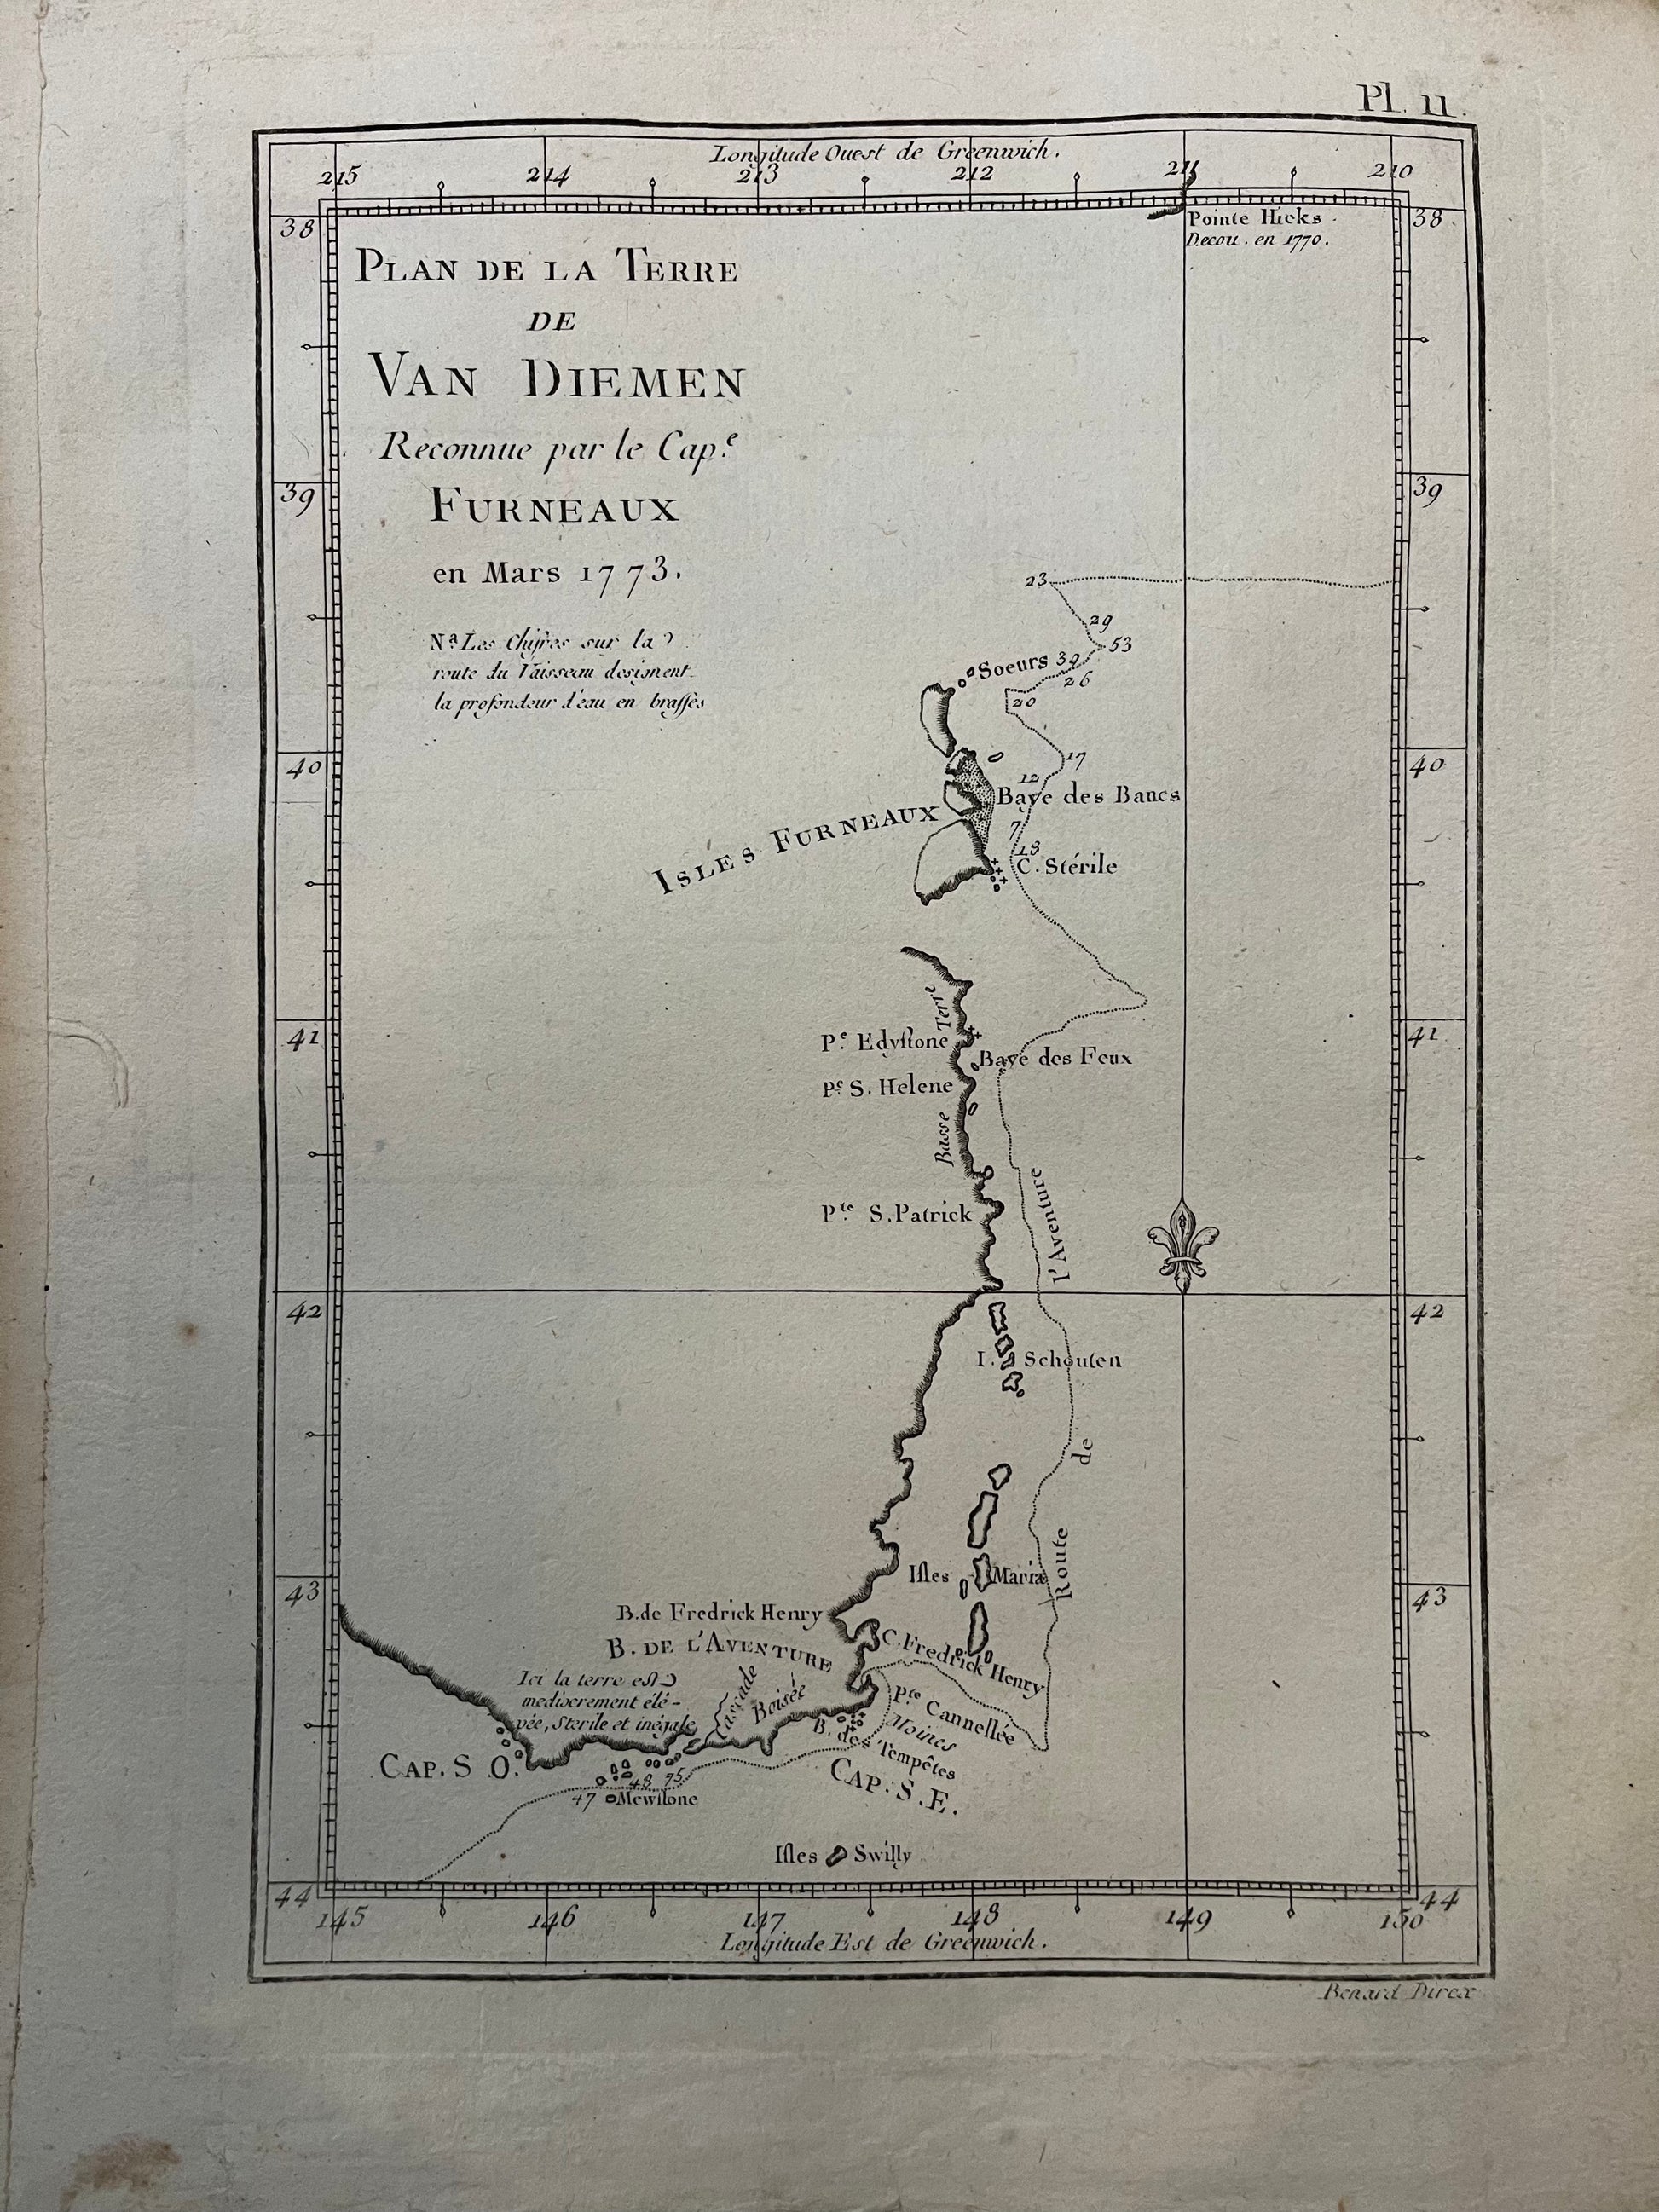 Pl. 11.
Longitude Ouest de Greenwich.
215 214 213 212 211 210
38 38
Pointe Hicks.
Decou. en 1770.
PLAN DE LA TERRE
DE
VAN DIEMEN
Reconnue par le Cap.e
FURNEAUX
en Mars 1773.
Na. Les Chifres sur la
route du Vaisseau designent
la profondeur d'eau en brasses
39 39
23
29
53
Soeurs 39
26
20
40 40
17
12
Baye des Bancs
ISLES FURNEAUX
7
18
C. Stérile
41 41
Terre
P.e Edystone
Baye des Feux
P.e S. Helene
Basse
P.te S. Patrick
l'Aventure
42 42
I. Schouten
de
Route
Isles Maria
43 43
B. de Fredrick Henry
C. Fredrick Henry
B. DE L'AVENTURE
Ici la terre est
mediocrement élé-
vée, Sterile et inégale
Cascade
Boisée
P.te Cannellée
Moines
B. des Tempêtes
CAP. S O.
CAP. S. E.
48 75
47 Mewstone
Isles Swilly
44 44
145 146 147 148 149 150
Longitude Est de Greenwich.
Benard Direx